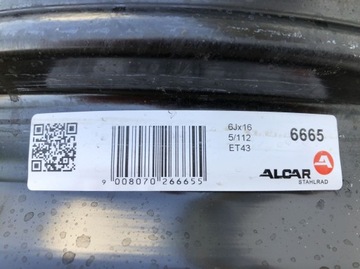 6Jx16
5/112
ET43
6665
9 008070 266655
ALCAR
STAHLRAD